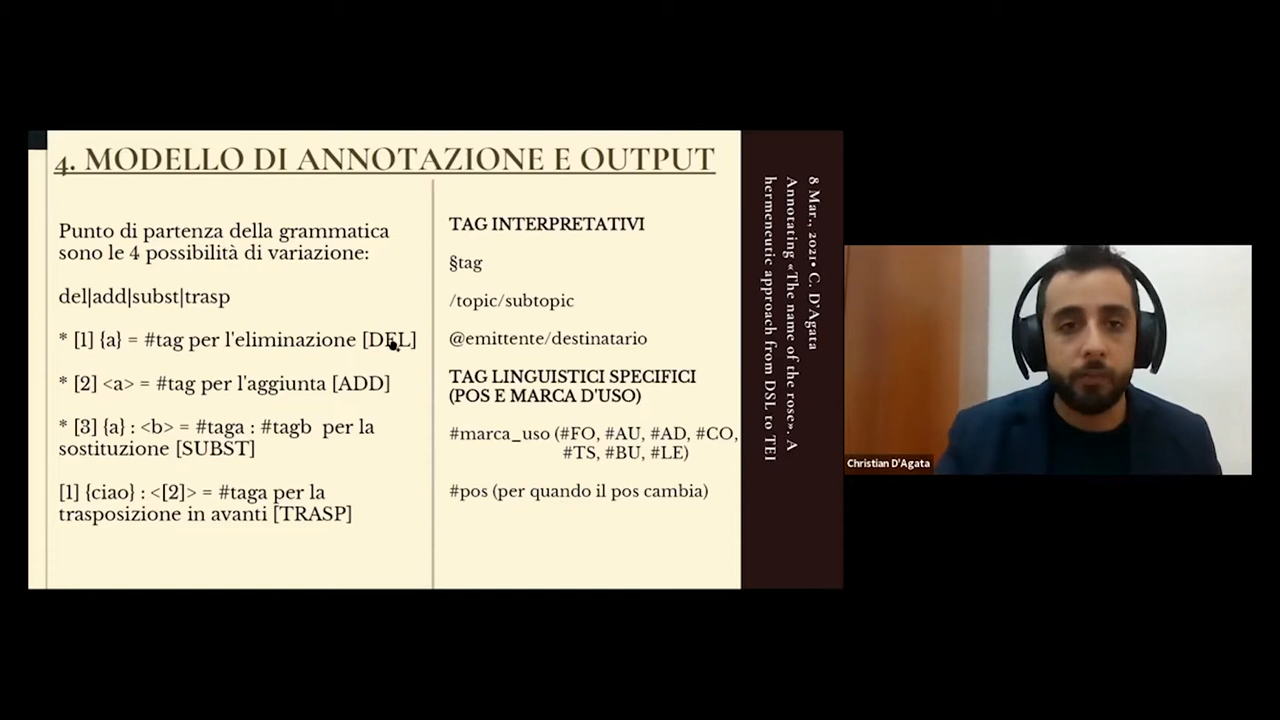 4. MODELLO DI ANNOTAZIONE E OUTPUT
Punto di partenza della grammatica
sono le 4 possibilità di variazione:
del|add|subst|trasp
* [1] {a} = #tag per l'eliminazione [DEL]
* [2] <a> = #tag per l'aggiunta [ADD]
* [3] {a} : <b> = #taga : #tagb per la
sostituzione [SUBST]
[1] {ciao} : <[2]> = #taga per la
trasposizione in avanti [TRASP]
TAG INTERPRETATIVI
§tag
/topic/subtopic
@emittente/destinatario
TAG LINGUISTICI SPECIFICI
(POS E MARCA D'USO)
#marca_uso (#FO, #AU, #AD, #CO,
#TS, #BU, #LE)
#pos (per quando il pos cambia)
8 Mar., 2021• C. D'Agata
Annotating «The name of the rose». A
hermeneutic approach from DSL to TEI
Christian D'Agata